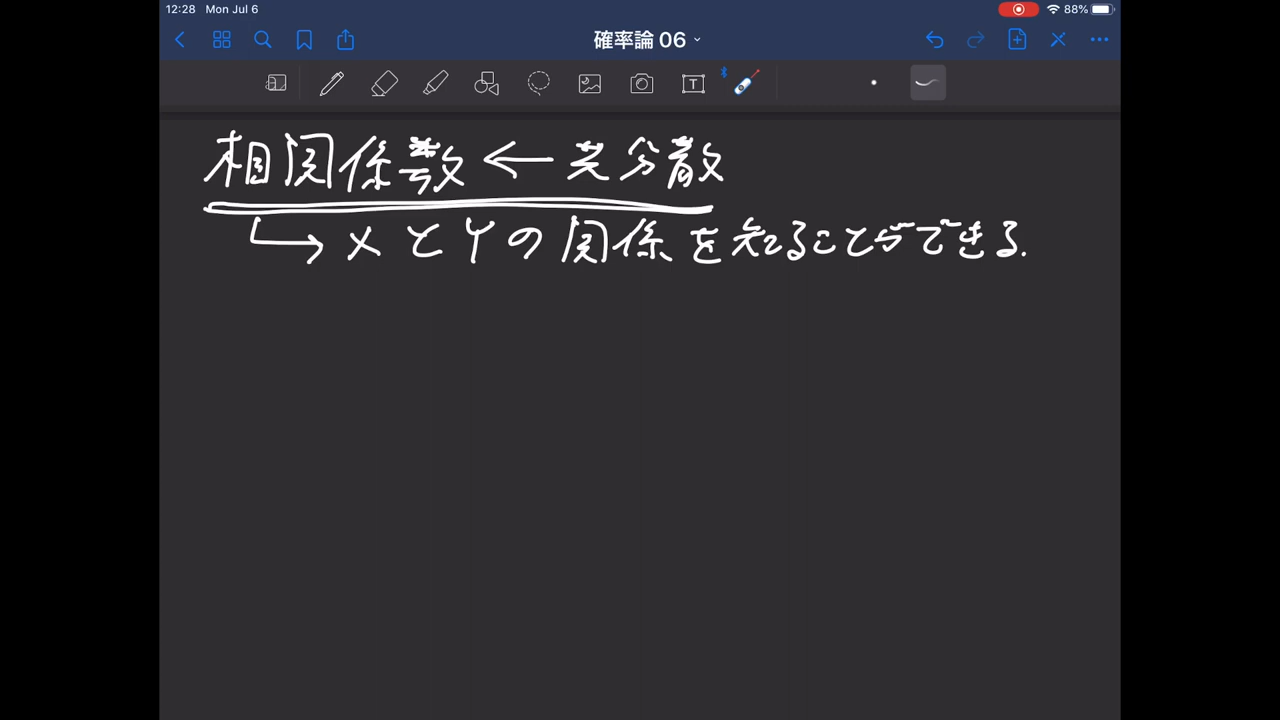 12:28 Mon Jul 6 88%
確率論 06
T
相関係数 ← 共分散
↳ X と Y の 関係 を 知ることができる.